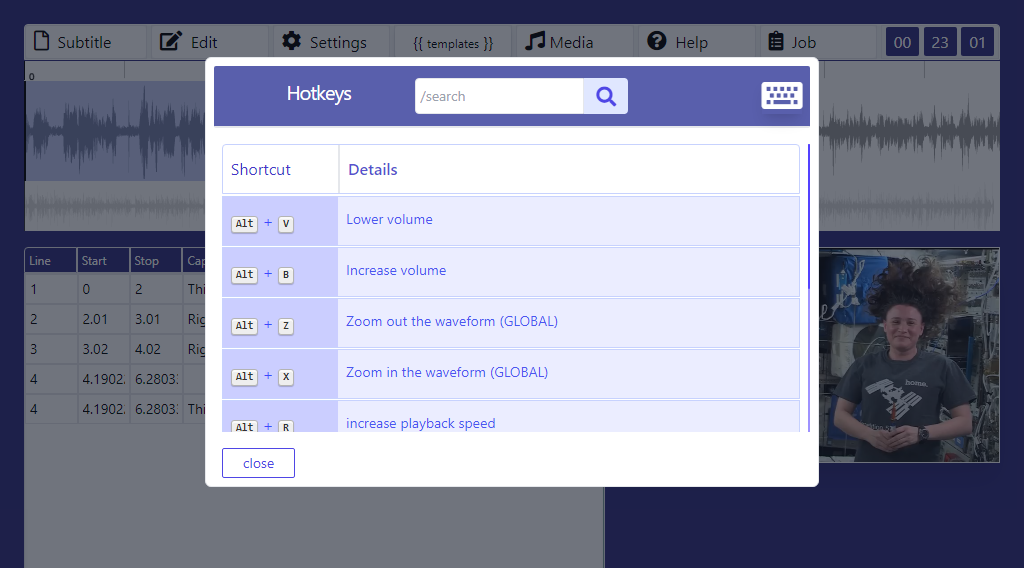 Subtitle Edit Settings {{ templates }} Media Help Job 00 23 01
0
Hotkeys /search
Shortcut Details
Alt + V Lower volume
Alt + B Increase volume
Alt + Z Zoom out the waveform (GLOBAL)
Alt + X Zoom in the waveform (GLOBAL)
Alt + R increase playback speed
close
Line Start Stop Cap
1 0 2 Thi
2 2.01 3.01 Rig
3 3.02 4.02 Rig
4 4.1902 6.2803
4 4.1902 6.2803 Thi
home.